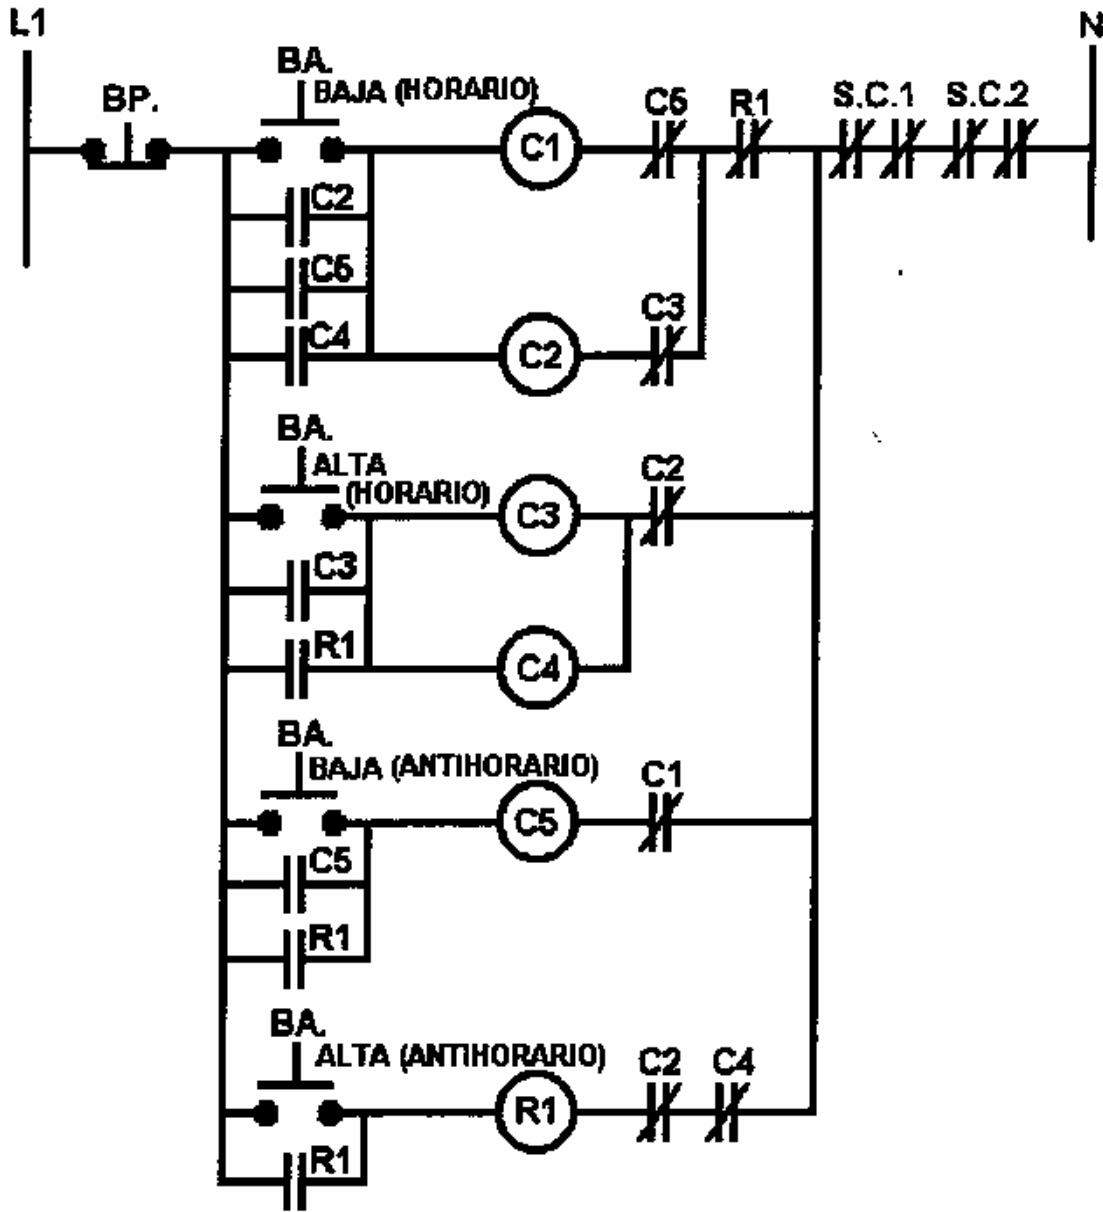 L1
N
BP.
BA.
BAJA (HORARIO)
C1
C5
R1
S.C.1
S.C.2
C2
C5
C4
C2
C3
BA.
ALTA
(HORARIO)
C3
C2
C3
R1
C4
BA.
BAJA (ANTIHORARIO)
C5
C1
C5
R1
BA.
ALTA (ANTIHORARIO)
R1
C2
C4
R1